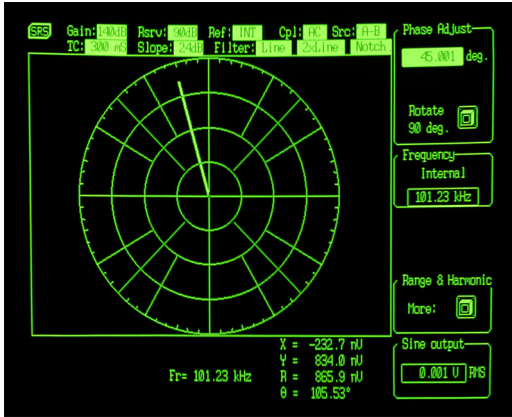 SRS Gain: 140dB Rsrv: 90dB Ref: INT Cpl: AC Src: A-B
TC: 300 mS Slope: 24dB Filter: Line 2xLine Notch
Phase Adjust
45.001 deg.
Rotate
90 deg.
Frequency
Internal
101.23 kHz
Range & Harmonic
More:
Sine output
0.001 V RMS
X = -232.7 nV
Y = 834.0 nV
Fr= 101.23 kHz
R = 865.9 nV
θ = 105.53°